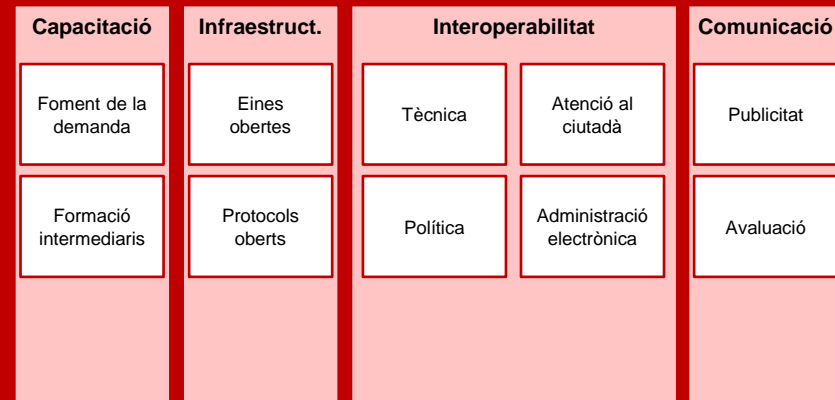 Capacitació
Foment de la
demanda
Formació
intermediaris
Infraestruct.
Eines
obertes
Protocols
oberts
Interoperabilitat
Tècnica
Atenció al
ciutadà
Política
Administració
electrònica
Comunicació
Publicitat
Avaluació